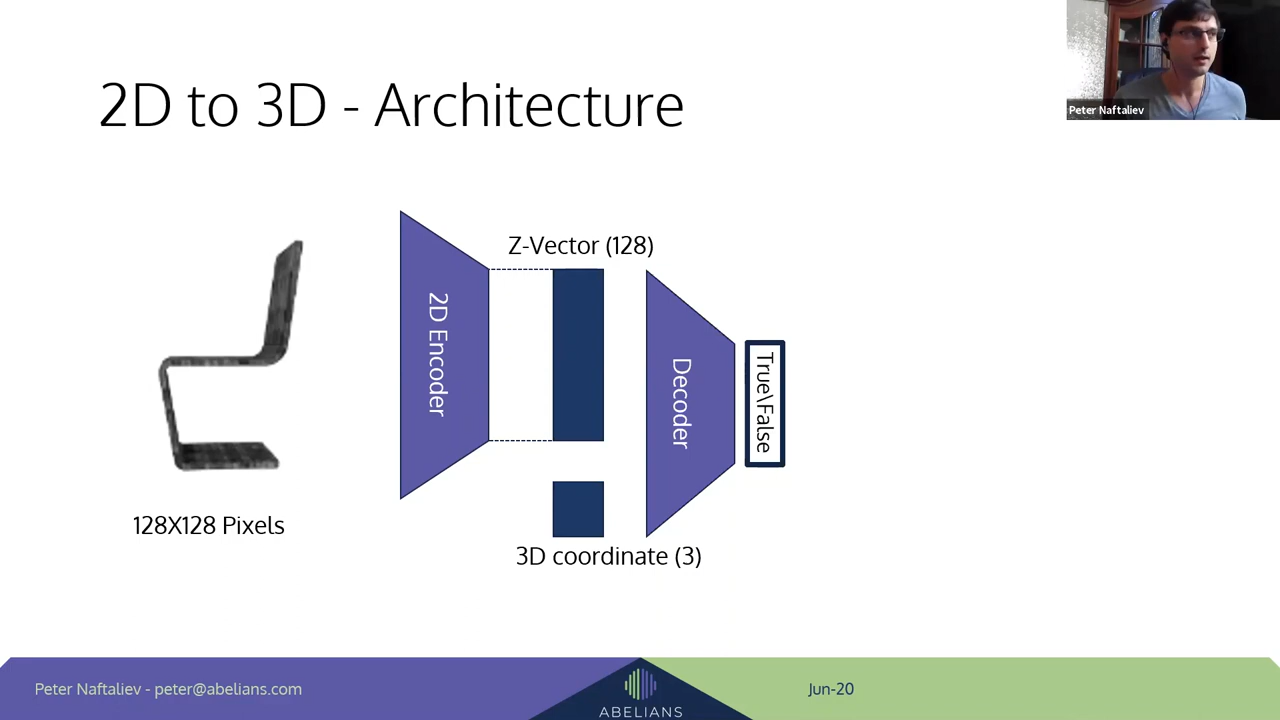 Peter Naftaliev
2D to 3D - Architecture
2D Encoder
Z-Vector (128)
Decoder
True\False
128X128 Pixels
3D coordinate (3)
Peter Naftaliev - peter@abelians.com
ABELIANS
Jun-20